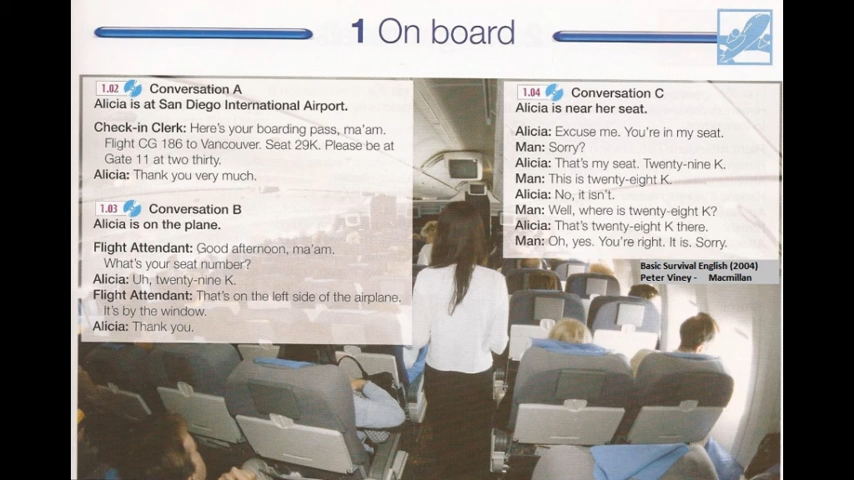 1 On board
1.02 Conversation A
Alicia is at San Diego International Airport.
Check-in Clerk: Here's your boarding pass, ma'am.
Flight CG 186 to Vancouver. Seat 29K. Please be at
Gate 11 at two thirty.
Alicia: Thank you very much.
1.03 Conversation B
Alicia is on the plane.
Flight Attendant: Good afternoon, ma'am.
What's your seat number?
Alicia: Uh, twenty-nine K.
Flight Attendant: That's on the left side of the airplane.
It's by the window.
Alicia: Thank you.
1.04 Conversation C
Alicia is near her seat.
Alicia: Excuse me. You're in my seat.
Man: Sorry?
Alicia: That's my seat. Twenty-nine K.
Man: This is twenty-eight K.
Alicia: No, it isn't.
Man: Well, where is twenty-eight K?
Alicia: That's twenty-eight K there.
Man: Oh, yes. You're right. It is. Sorry.
Basic Survival English (2004)
Peter Viney - Macmillan